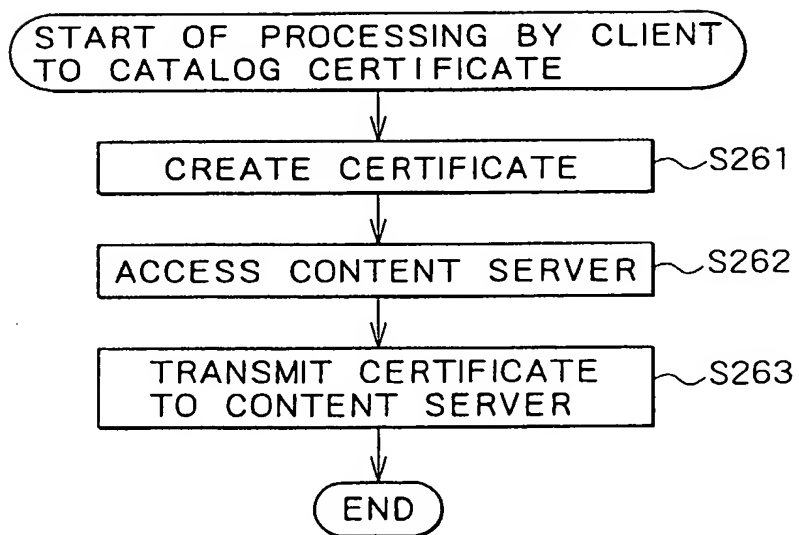 START OF PROCESSING BY CLIENT
TO CATALOG CERTIFICATE
CREATE CERTIFICATE
S261
ACCESS CONTENT SERVER
S262
TRANSMIT CERTIFICATE
TO CONTENT SERVER
S263
END